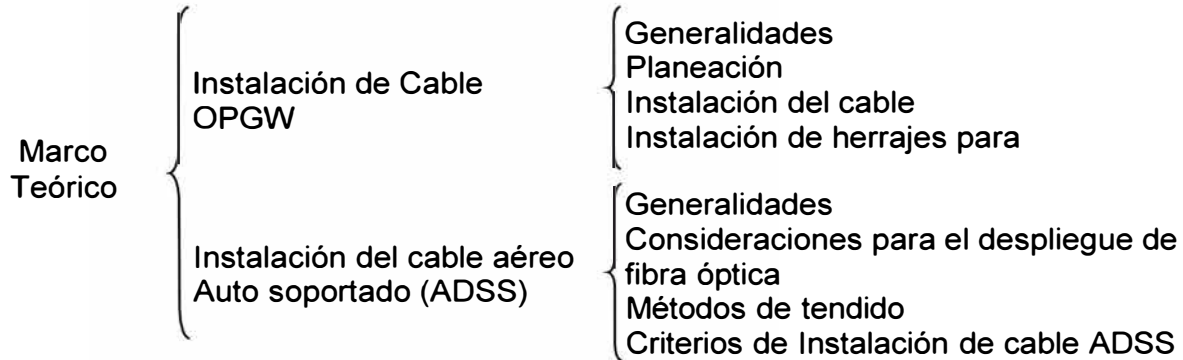 Marco
Teórico
Instalación de Cable
OPGW
Generalidades
Planeación
Instalación del cable
Instalación de herrajes para
Instalación del cable aéreo
Auto soportado (ADSS)
Generalidades
Consideraciones para el despliegue de
fibra óptica
Métodos de tendido
Criterios de Instalación de cable ADSS